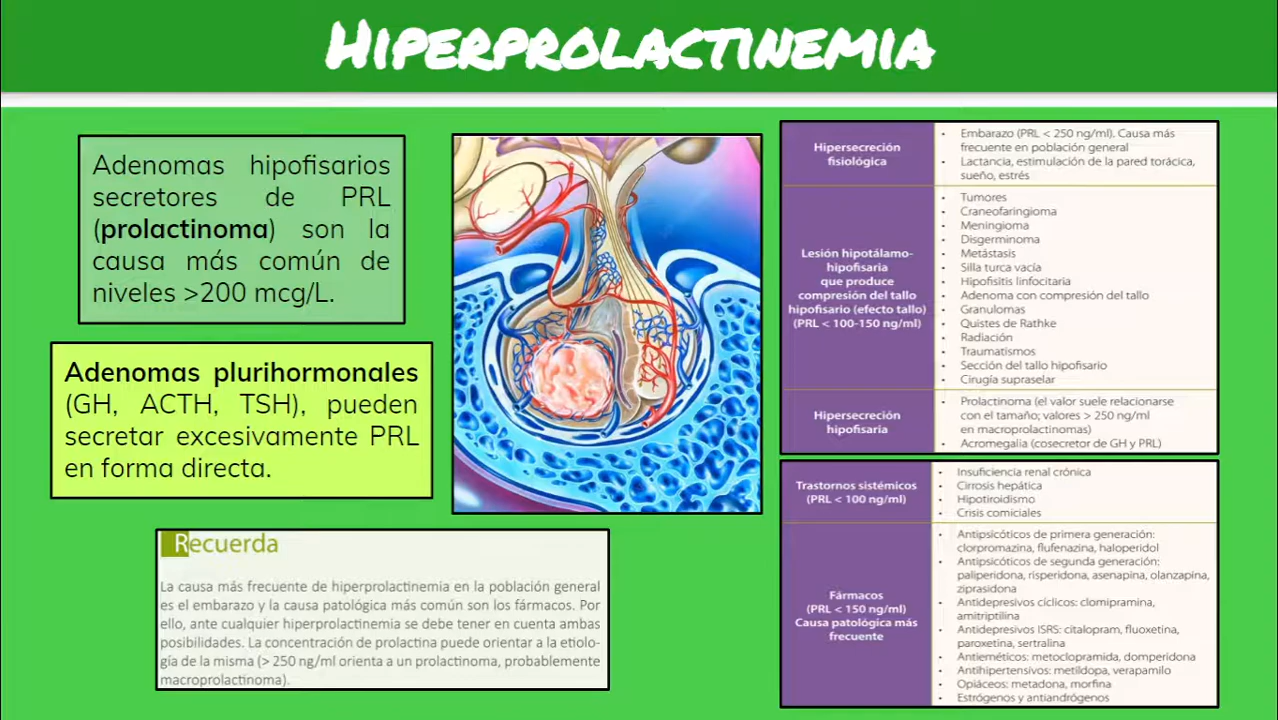 HIPERPROLACTINEMIA
Adenomas hipofisarios
secretores de PRL
(prolactinoma) son la
causa más común de
niveles >200 mcg/L.
Adenomas plurihormonales
(GH, ACTH, TSH), pueden
secretar excesivamente PRL
en forma directa.
Recuerda
La causa más frecuente de hiperprolactinemia en la población general
es el embarazo y la causa patológica más común son los fármacos. Por
ello, ante cualquier hiperprolactinemia se debe tener en cuenta ambas
posibilidades. La concentración de prolactina puede orientar a la etiolo-
gía de la misma (> 250 ng/ml orienta a un prolactinoma, probablemente
macroprolactinoma).
Hipersecreción
fisiológica
• Embarazo (PRL < 250 ng/ml). Causa más
frecuente en población general
• Lactancia, estimulación de la pared torácica,
sueño, estrés
Lesión hipotálamo-
hipofisaria
que produce
compresión del tallo
hipofisario (efecto tallo)
(PRL < 100-150 ng/ml)
• Tumores
• Craneofaringioma
• Meningioma
• Disgerminoma
• Metástasis
• Silla turca vacía
• Hipofisitis linfocitaria
• Adenoma con compresión del tallo
• Granulomas
• Quistes de Rathke
• Radiación
• Traumatismos
• Sección del tallo hipofisario
• Cirugía supraselar
Hipersecreción
hipofisaria
• Prolactinoma (el valor suele relacionarse
con el tamaño; valores > 250 ng/ml
en macroprolactinomas)
• Acromegalia (cosecretor de GH y PRL)
Trastornos sistémicos
(PRL < 100 ng/ml)
• Insuficiencia renal crónica
• Cirrosis hepática
• Hipotiroidismo
• Crisis comiciales
Fármacos
(PRL < 150 ng/ml)
Causa patológica más
frecuente
• Antipsicóticos de primera generación:
clorpromazina, flufenazina, haloperidol
• Antipsicóticos de segunda generación:
paliperidona, risperidona, asenapina, olanzapina,
ziprasidona
• Antidepresivos cíclicos: clomipramina,
amitriptilina
• Antidepresivos ISRS: citalopram, fluoxetina,
paroxetina, sertralina
• Antieméticos: metoclopramida, domperidona
• Antihipertensivos: metildopa, verapamilo
• Opiáceos: metadona, morfina
• Estrógenos y antiandrógenos